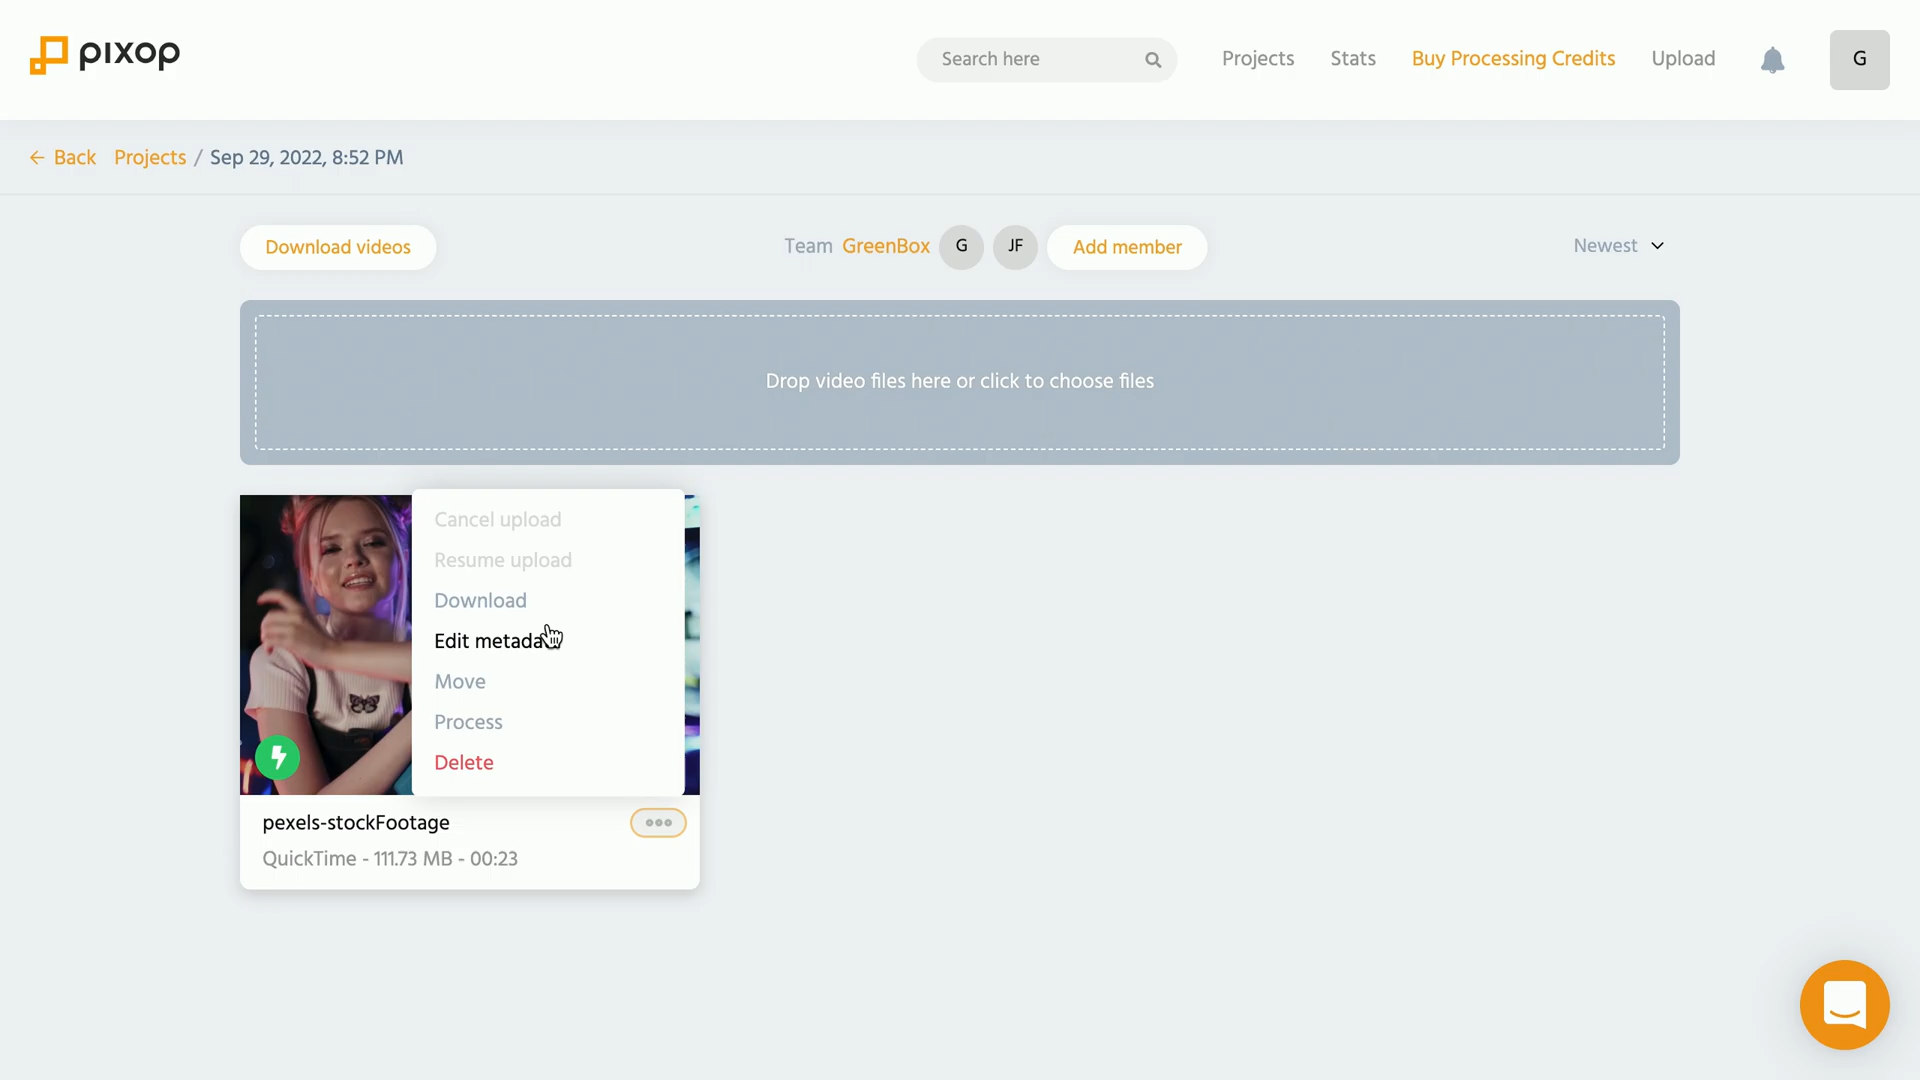 pixop
Search here
Projects
Stats
Buy Processing Credits
Upload
G
Back
Projects / Sep 29, 2022, 8:52 PM
Download videos
Team GreenBox
G
JF
Add member
Newest
Drop video files here or click to choose files
Cancel upload
Resume upload
Download
Edit metada
Move
Process
Delete
pexels-stockFootage
QuickTime - 111.73 MB - 00:23